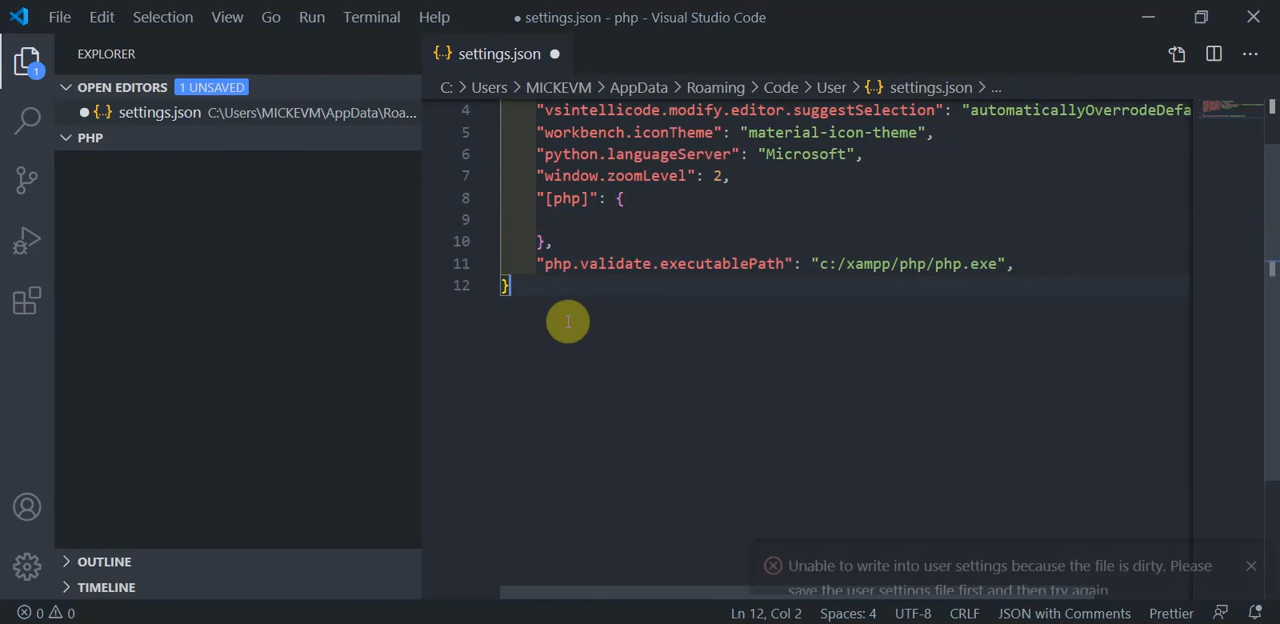 File Edit Selection View Go Run Terminal Help
● settings.json - php - Visual Studio Code
EXPLORER
OPEN EDITORS 1 UNSAVED
settings.json C:\Users\MICKEVM\AppData\Roa...
PHP
OUTLINE
TIMELINE
1
{..} settings.json
C: > Users > MICKEVM > AppData > Roaming > Code > User > {..} settings.json > ...
4 "vsintellicode.modify.editor.suggestSelection": "automaticallyOverrodeDefa
5 "workbench.iconTheme": "material-icon-theme",
6 "python.languageServer": "Microsoft",
7 "window.zoomLevel": 2,
8 "[php]": {
9
10 },
11 "php.validate.executablePath": "c:/xampp/php/php.exe",
12 }
Unable to write into user settings because the file is dirty. Please
save the user settings file first and then try again
0 0 Ln 12, Col 2 Spaces: 4 UTF-8 CRLF JSON with Comments Prettier